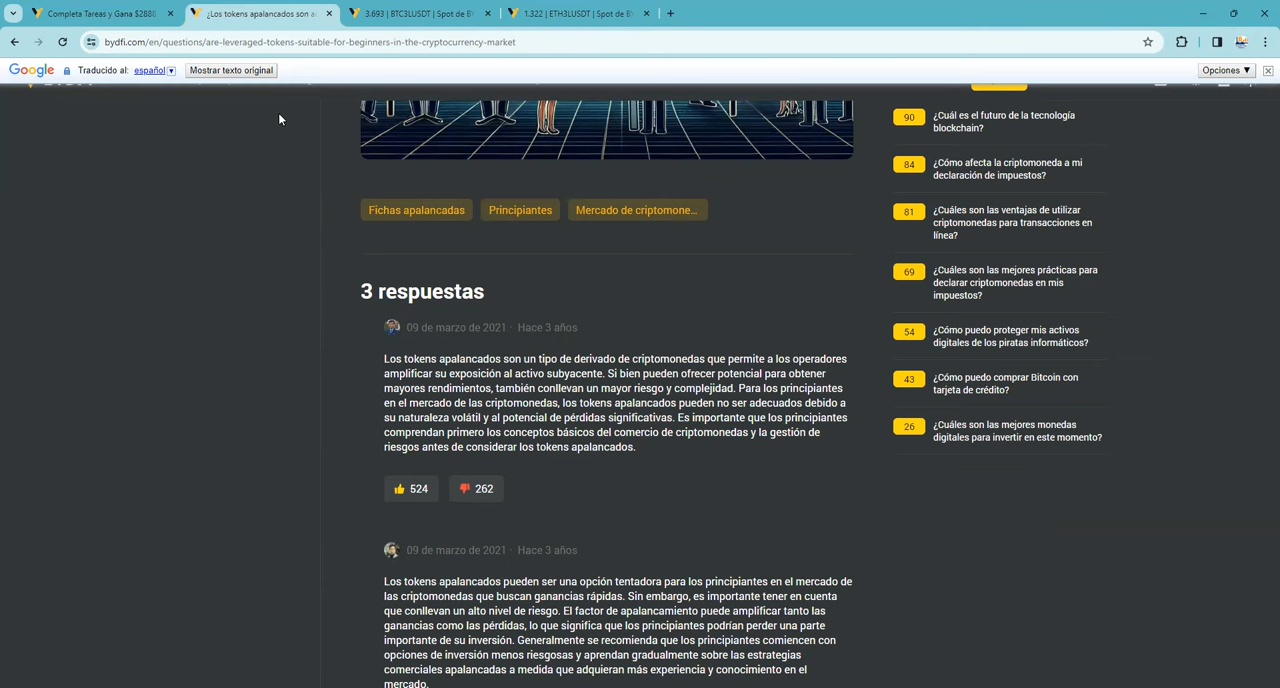 Completa Tareas y Gana $2888
¿Los tokens apalancados son a
3.693 | BTC3LUSDT | Spot de BY
1.322 | ETH3LUSDT | Spot de BY
bydfi.com/en/questions/are-leveraged-tokens-suitable-for-beginners-in-the-cryptocurrency-market
Google Traducido al: español Mostrar texto original Opciones ▼
Fichas apalancadas Principiantes Mercado de criptomone...
3 respuestas
09 de marzo de 2021 · Hace 3 años
Los tokens apalancados son un tipo de derivado de criptomonedas que permite a los operadores
amplificar su exposición al activo subyacente. Si bien pueden ofrecer potencial para obtener
mayores rendimientos, también conllevan un mayor riesgo y complejidad. Para los principiantes
en el mercado de las criptomonedas, los tokens apalancados pueden no ser adecuados debido a
su naturaleza volátil y al potencial de pérdidas significativas. Es importante que los principiantes
comprendan primero los conceptos básicos del comercio de criptomonedas y la gestión de
riesgos antes de considerar los tokens apalancados.
524 262
09 de marzo de 2021 · Hace 3 años
Los tokens apalancados pueden ser una opción tentadora para los principiantes en el mercado de
las criptomonedas que buscan ganancias rápidas. Sin embargo, es importante tener en cuenta
que conllevan un alto nivel de riesgo. El factor de apalancamiento puede amplificar tanto las
ganancias como las pérdidas, lo que significa que los principiantes podrían perder una parte
importante de su inversión. Generalmente se recomienda que los principiantes comiencen con
opciones de inversión menos riesgosas y aprendan gradualmente sobre las estrategias
comerciales apalancadas a medida que adquieran más experiencia y conocimiento en el
mercado.
90 ¿Cuál es el futuro de la tecnología
blockchain?
84 ¿Cómo afecta la criptomoneda a mi
declaración de impuestos?
81 ¿Cuáles son las ventajas de utilizar
criptomonedas para transacciones en
línea?
69 ¿Cuáles son las mejores prácticas para
declarar criptomonedas en mis
impuestos?
54 ¿Cómo puedo proteger mis activos
digitales de los piratas informáticos?
43 ¿Cómo puedo comprar Bitcoin con
tarjeta de crédito?
26 ¿Cuáles son las mejores monedas
digitales para invertir en este momento?